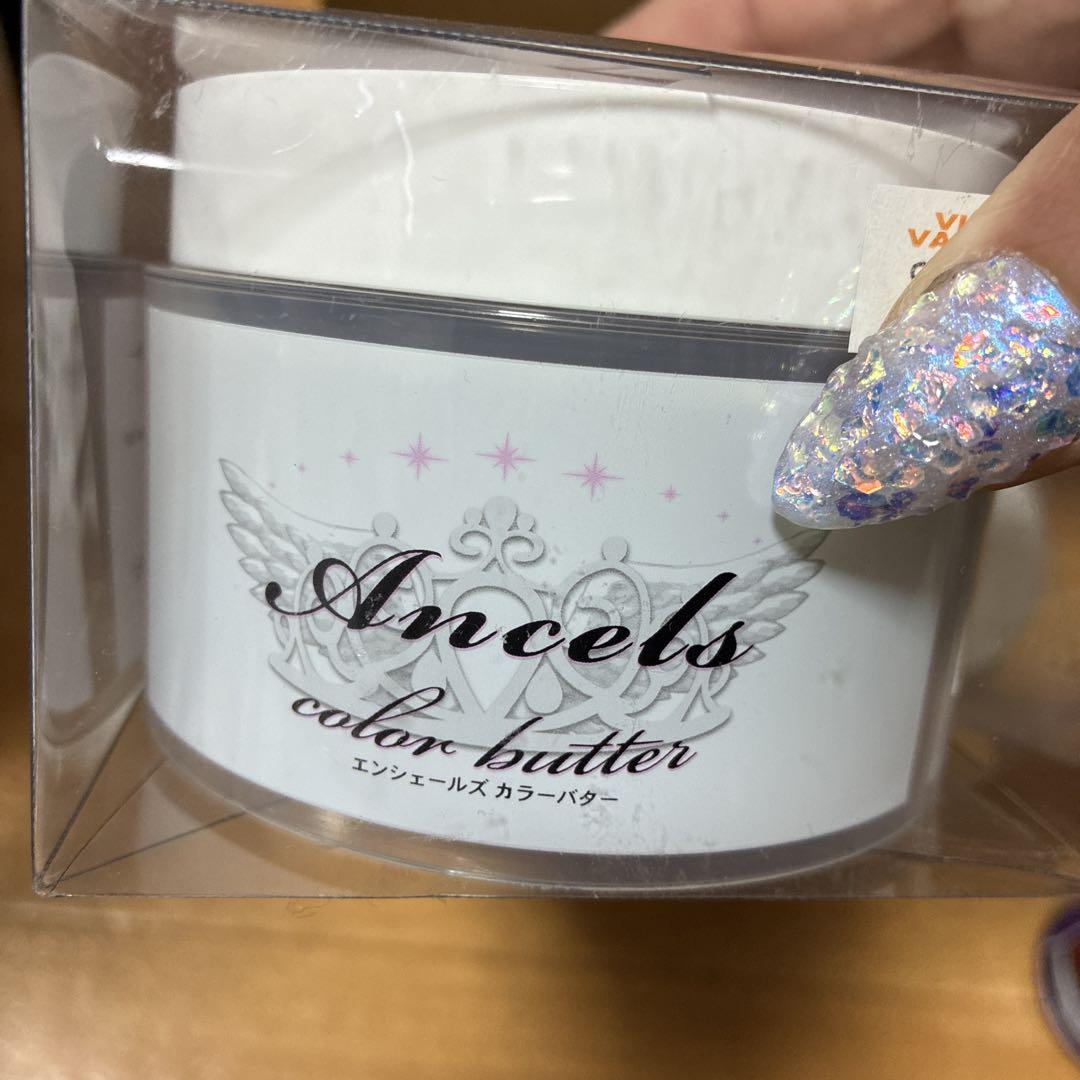 Ancels
color butter
エンシェールズ カラーバター